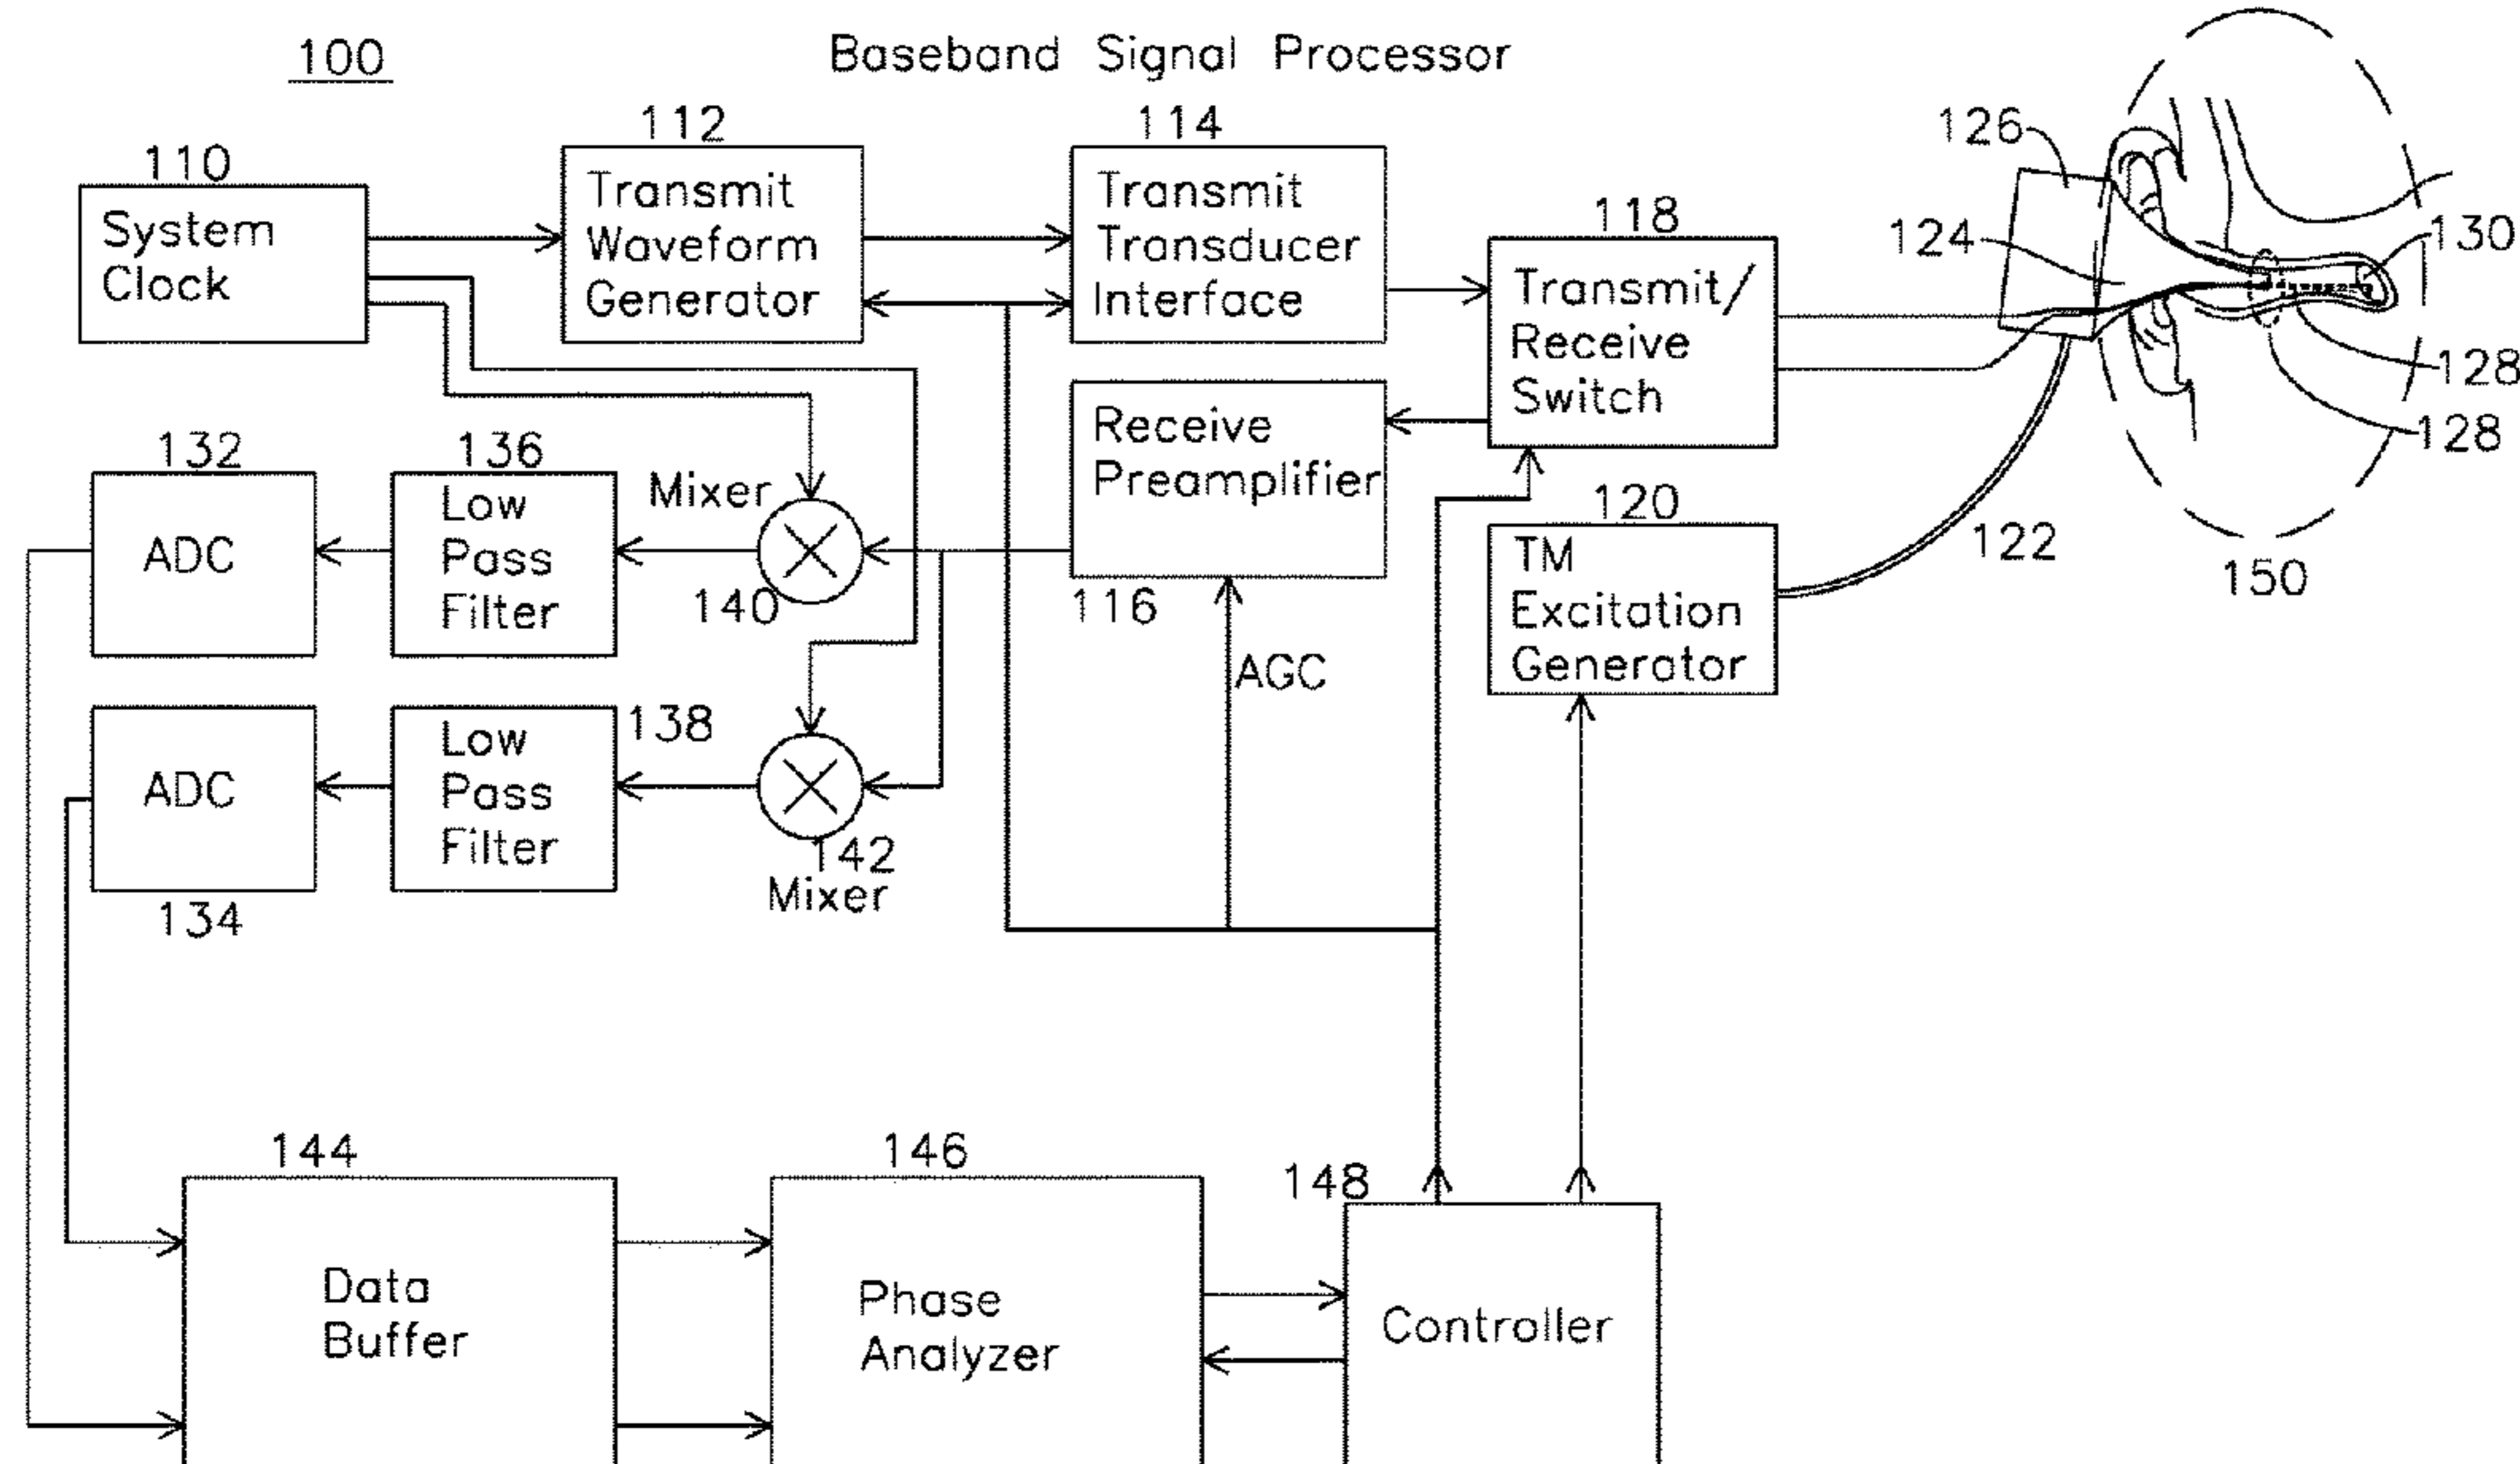 100
Baseband Signal Processor
110
System
Clock
112
Transmit
Waveform
Generator
114
Transmit
Transducer
Interface
118
Transmit/
Receive
Switch
126
124
130
128
128
150
122
120
TM
Excitation
Generator
Receive
Preamplifier
116
AGC
132
ADC
136
Low
Pass
Filter
Mixer
140
ADC
134
138
Low
Pass
Filter
142
Mixer
144
Data
Buffer
146
Phase
Analyzer
148
Controller